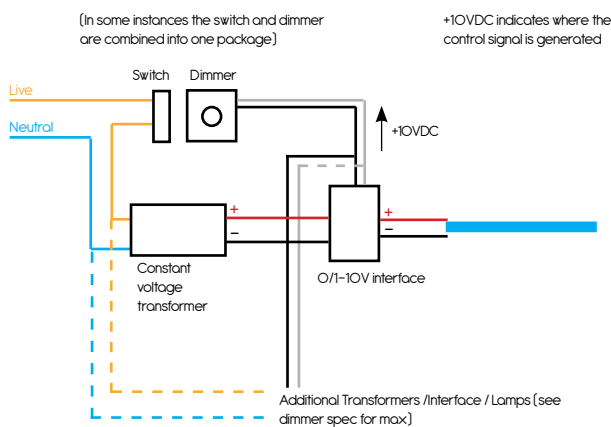 (In some instances the switch and dimmer
are combined into one package)
+10VDC indicates where the
control signal is generated
Switch
Dimmer
Live
Neutral
+10VDC
+
−
+
−
Constant
voltage
transformer
0/1-10V interface
Additional Transformers /Interface / Lamps (see
dimmer spec for max)